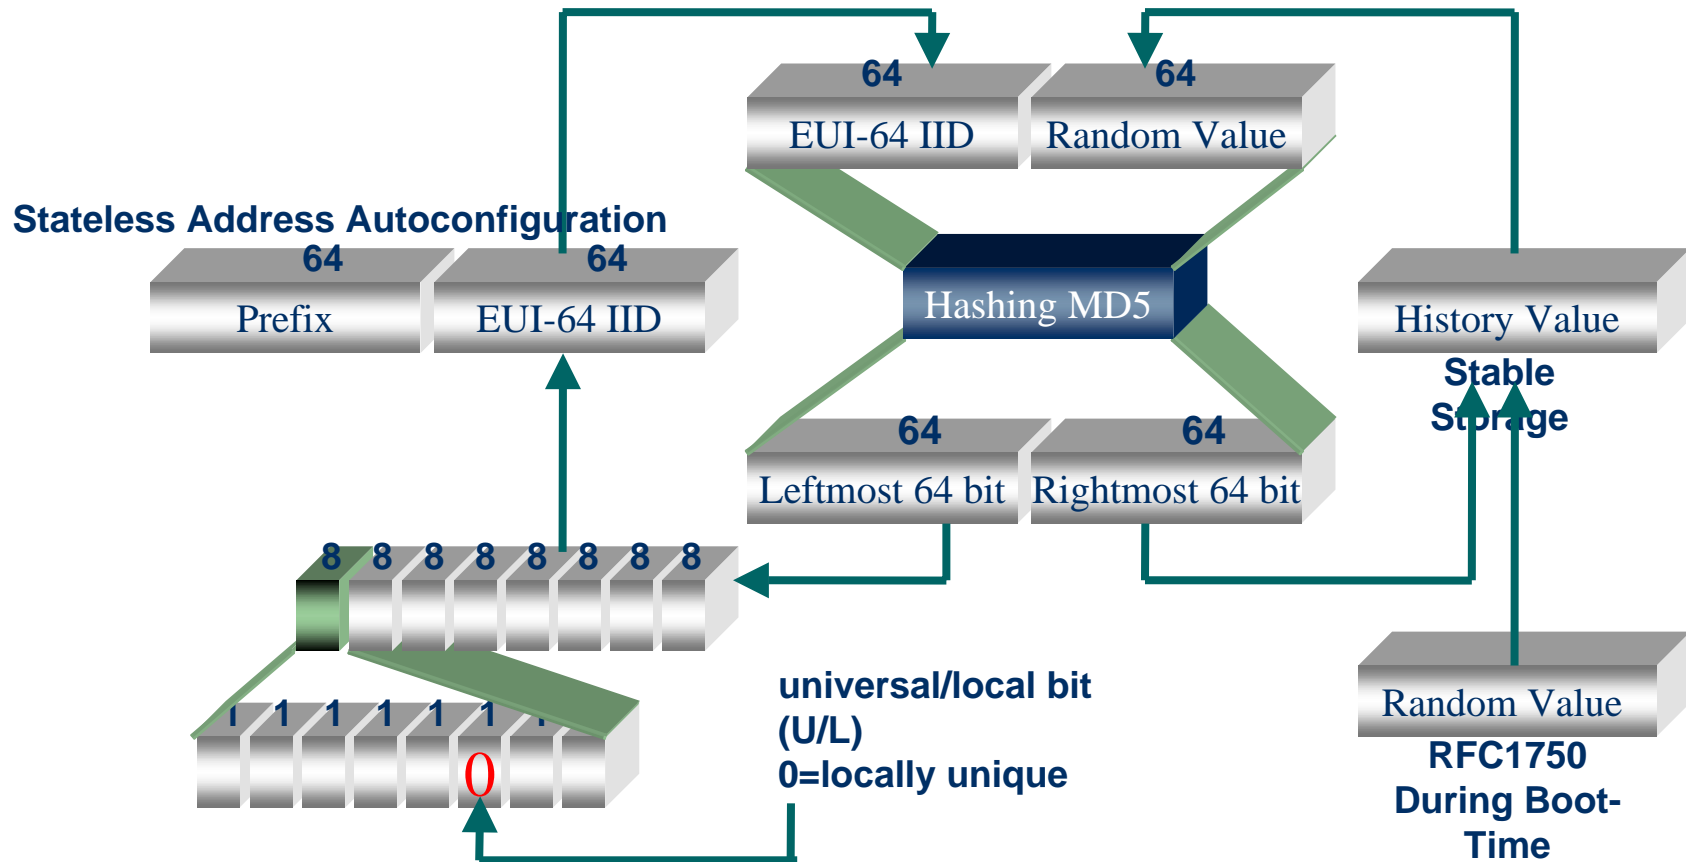 64
64
EUI-64 IID
Random Value
Stateless Address Autoconfiguration
64
64
Prefix
EUI-64 IID
Hashing MD5
History Value
Stable
Storage
64
64
Leftmost 64 bit
Rightmost 64 bit
8 8 8 8 8 8 8 8
1 1 1 1 1 1 1
0
universal/local bit
(U/L)
0=locally unique
Random Value
RFC1750
During Boot-
Time